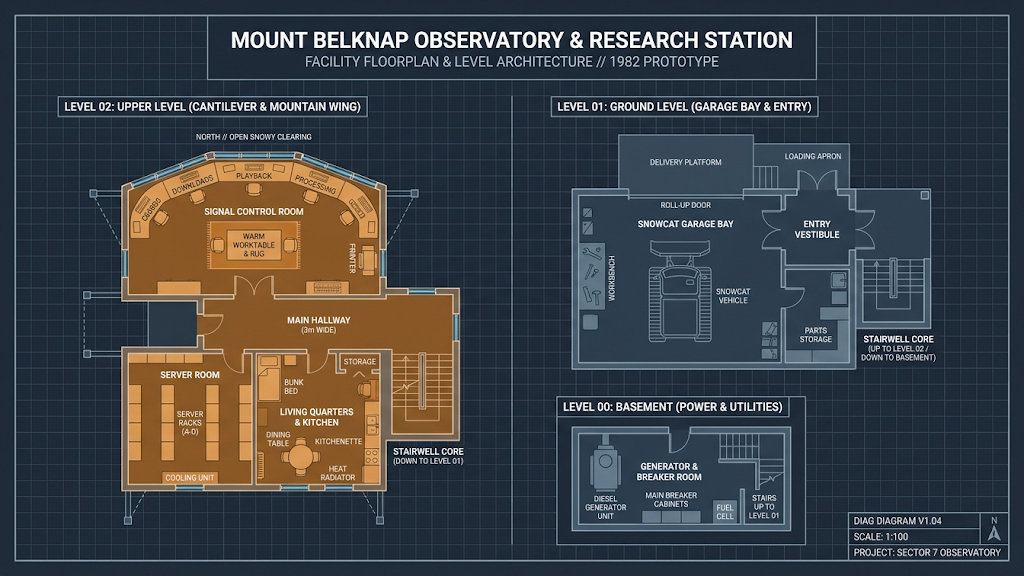 MOUNT BELKNAP OBSERVATORY & RESEARCH STATION
FACILITY FLOORPLAN & LEVEL ARCHITECTURE // 1982 PROTOTYPE
LEVEL 02: UPPER LEVEL (CANTILEVER & MOUNTAIN WING)
NORTH // OPEN SNOWY CLEARING
DOWNLOADS
PLAYBACK
PROCESSING
SIGNAL CONTROL ROOM
WARM
WORKTABLE
& RUG
PRINTER
MAIN HALLWAY
(3m WIDE)
SERVER ROOM
SERVER
RACKS
(4-0)
COOLING UNIT
STORAGE
BUNK
BED
LIVING QUARTERS
& KITCHEN
DINING
TABLE
KITCHENETTE
HEAT
RADIATOR
STAIRWELL CORE
(DOWN TO LEVEL 01)
LEVEL 01: GROUND LEVEL (GARAGE BAY & ENTRY)
DELIVERY PLATFORM
LOADING APRON
ROLL-UP DOOR
SNOWCAT GARAGE BAY
ENTRY
VESTIBULE
WORKBENCH
SNOWCAT
VEHICLE
PARTS
STORAGE
STAIRWELL CORE
(UP TO LEVEL 02 /
DOWN TO BASEMENT)
LEVEL 00: BASEMENT (POWER & UTILITIES)
GENERATOR &
BREAKER ROOM
DIESEL
GENERATOR
UNIT
MAIN BREAKER
CABINETS
FUEL
CELL
STAIRS
UP TO
LEVEL 01
DIAG DIAGRAM V1.04
SCALE: 1:100
PROJECT: SECTOR 7 OBSERVATORY
N